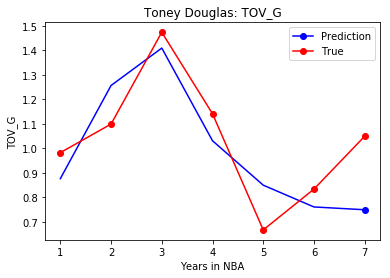 Toney Douglas: TOV_G
Prediction
True
1.5
1.4
1.3
1.2
1.1
1.0
0.9
0.8
0.7
TOV_G
1 2 3 4 5 6 7
Years in NBA